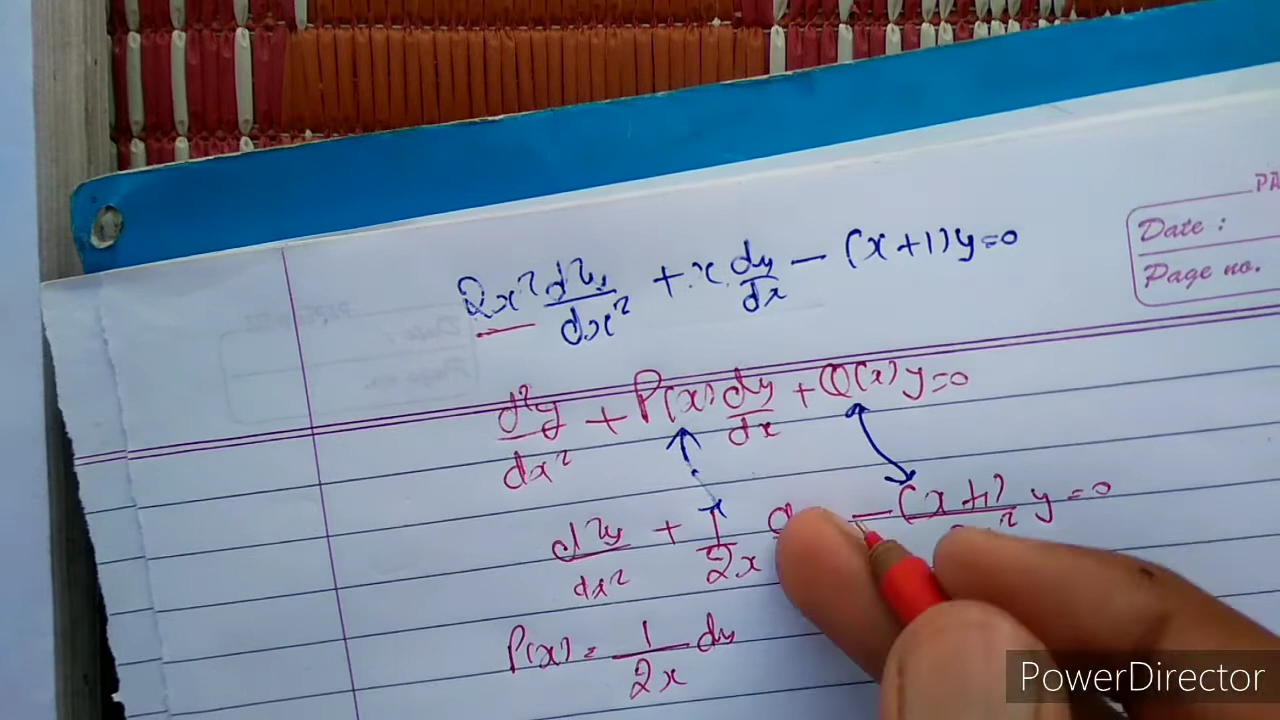 PA
Date :
Page no.
2x² d²y/dx² + x dy/dx - (x+1)y=0
d²y/dx² + P(x) dy/dx + Q(x)y=0
d²y/dx² + 1/2x - (x+1) y=0
P(x) = 1/2x dy
PowerDirector